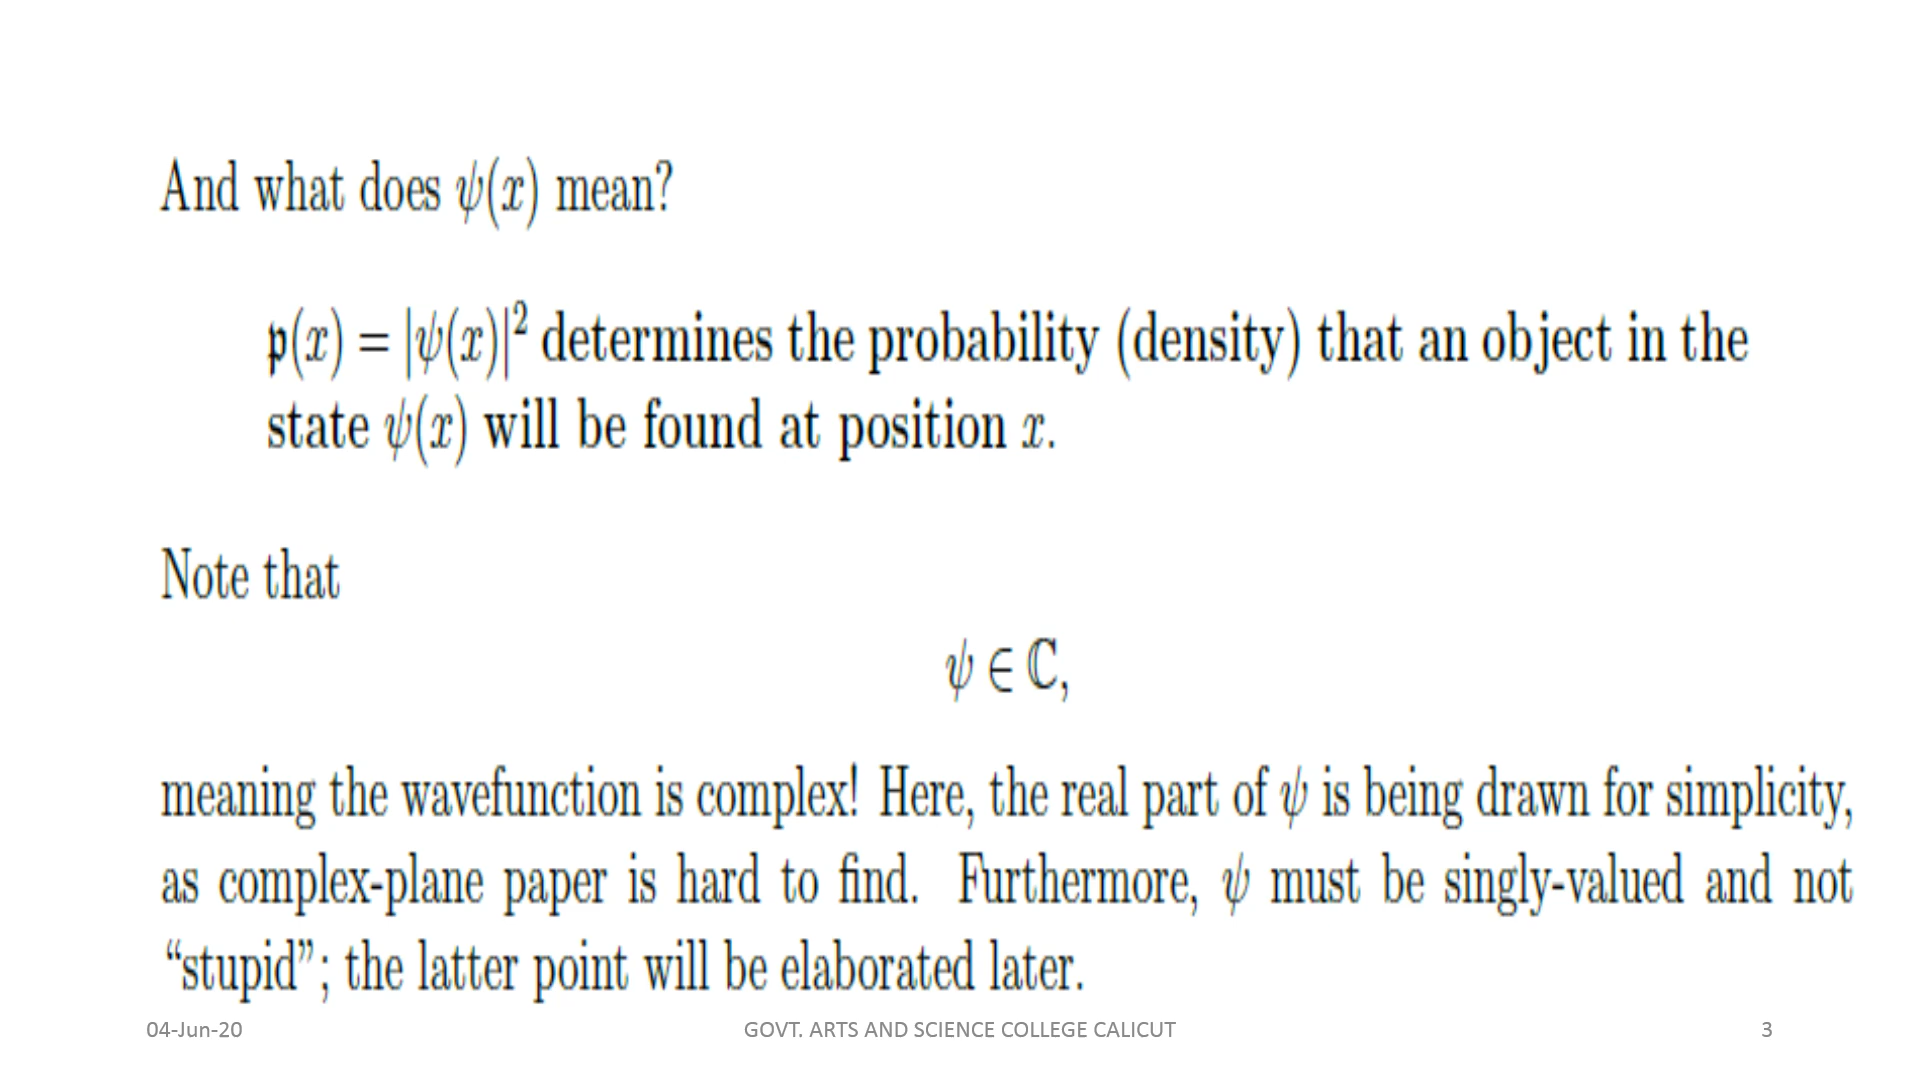 And what does ψ(x) mean?
𝔭(x) = |ψ(x)|² determines the probability (density) that an object in the
state ψ(x) will be found at position x.
Note that
ψ ∈ ℂ,
meaning the wavefunction is complex! Here, the real part of ψ is being drawn for simplicity,
as complex-plane paper is hard to find. Furthermore, ψ must be singly-valued and not
“stupid”; the latter point will be elaborated later.
04-Jun-20
GOVT. ARTS AND SCIENCE COLLEGE CALICUT
3